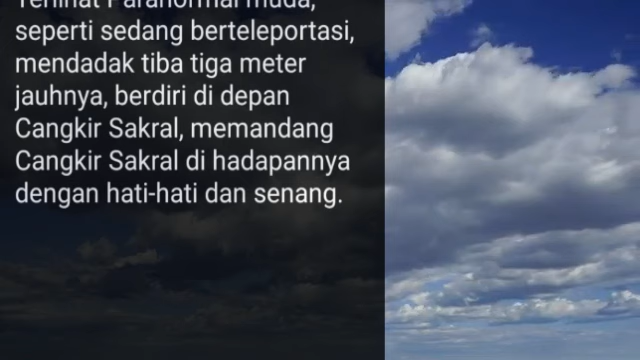 Terlihat Paranormal muda,
seperti sedang berteleportasi,
mendadak tiba tiga meter
jauhnya, berdiri di depan
Cangkir Sakral, memandang
Cangkir Sakral di hadapannya
dengan hati-hati dan senang.